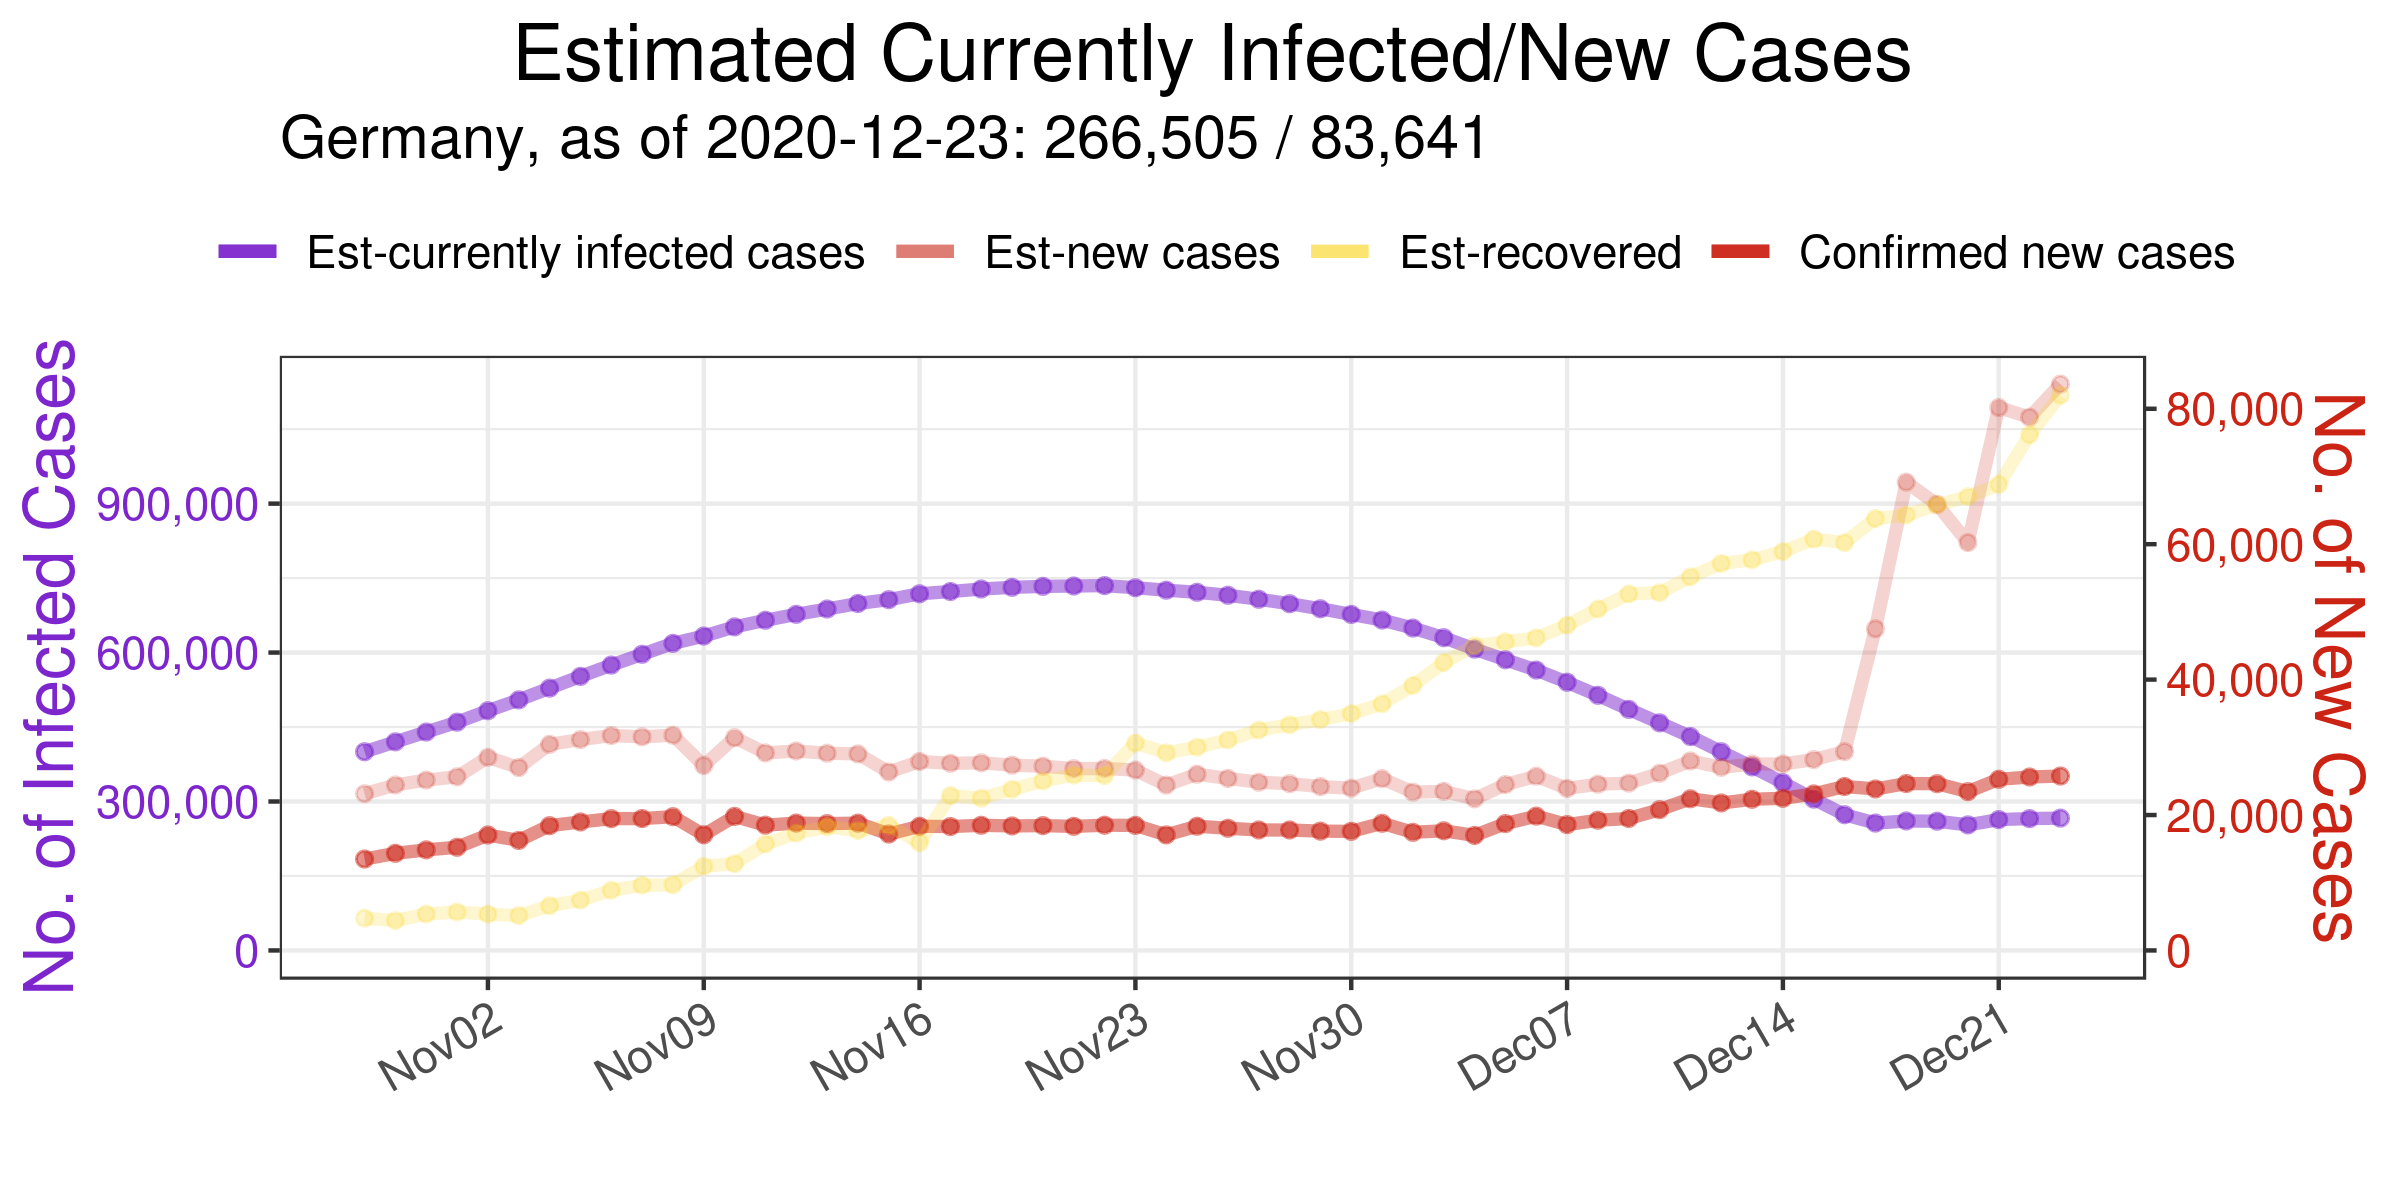 Estimated Currently Infected/New Cases
Germany, as of 2020-12-23: 266,505 / 83,641
Est-currently infected cases Est-new cases Est-recovered Confirmed new cases
No. of Infected Cases
900,000
600,000
300,000
0
80,000
60,000
40,000
20,000
0
No. of New Cases
Nov02 Nov09 Nov16 Nov23 Nov30 Dec07 Dec14 Dec21